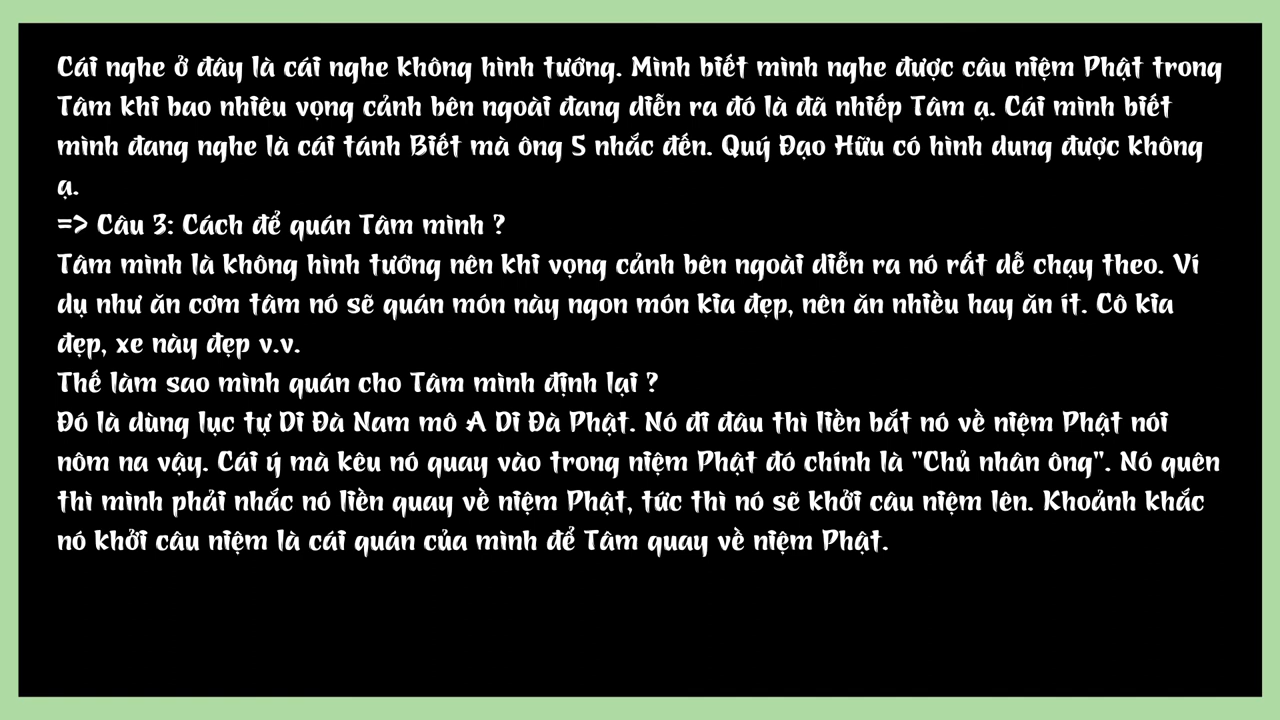 Cái nghe ở đây là cái nghe không hình tướng. Mình biết mình nghe được câu niệm Phật trong
Tâm khi bao nhiêu vọng cảnh bên ngoài đang diễn ra đó là đã nhiếp Tâm ạ. Cái mình biết
mình đang nghe là cái tánh Biết mà ông 5 nhắc đến. Quý Đạo Hữu có hình dung được không
ạ.
=> Câu 3: Cách để quán Tâm mình ?
Tâm mình là không hình tướng nên khi vọng cảnh bên ngoài diễn ra nó rất dễ chạy theo. Ví
dụ như ăn cơm tâm nó sẽ quán món này ngon món kia đẹp, nên ăn nhiều hay ăn ít. Cô kia
đẹp, xe này đẹp v.v.
Thế làm sao mình quán cho Tâm mình định lại ?
Đó là dùng lục tự Di Đà Nam mô A Di Đà Phật. Nó đi đâu thì liền bắt nó về niệm Phật nói
nôm na vậy. Cái ý mà kêu nó quay vào trong niệm Phật đó chính là "Chủ nhân ông". Nó quên
thì mình phải nhắc nó liền quay về niệm Phật, tức thì nó sẽ khởi câu niệm lên. Khoảnh khắc
nó khởi câu niệm là cái quán của mình để Tâm quay về niệm Phật.